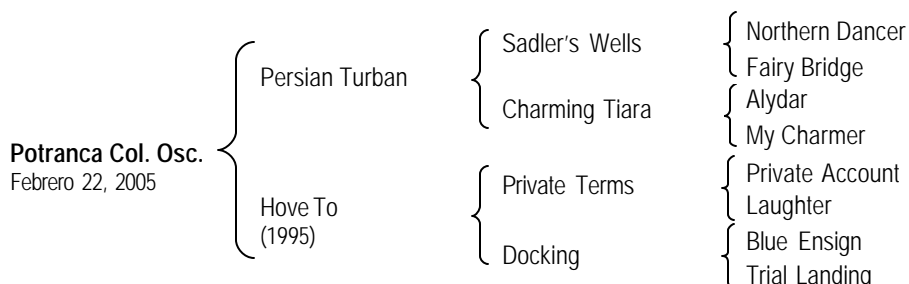 Potranca Col. Osc.
Febrero 22, 2005
Persian Turban
Hove To
(1995)
Sadler's Wells
Charming Tiara
Private Terms
Docking
Northern Dancer
Fairy Bridge
Alydar
My Charmer
Private Account
Laughter
Blue Ensign
Trial Landing